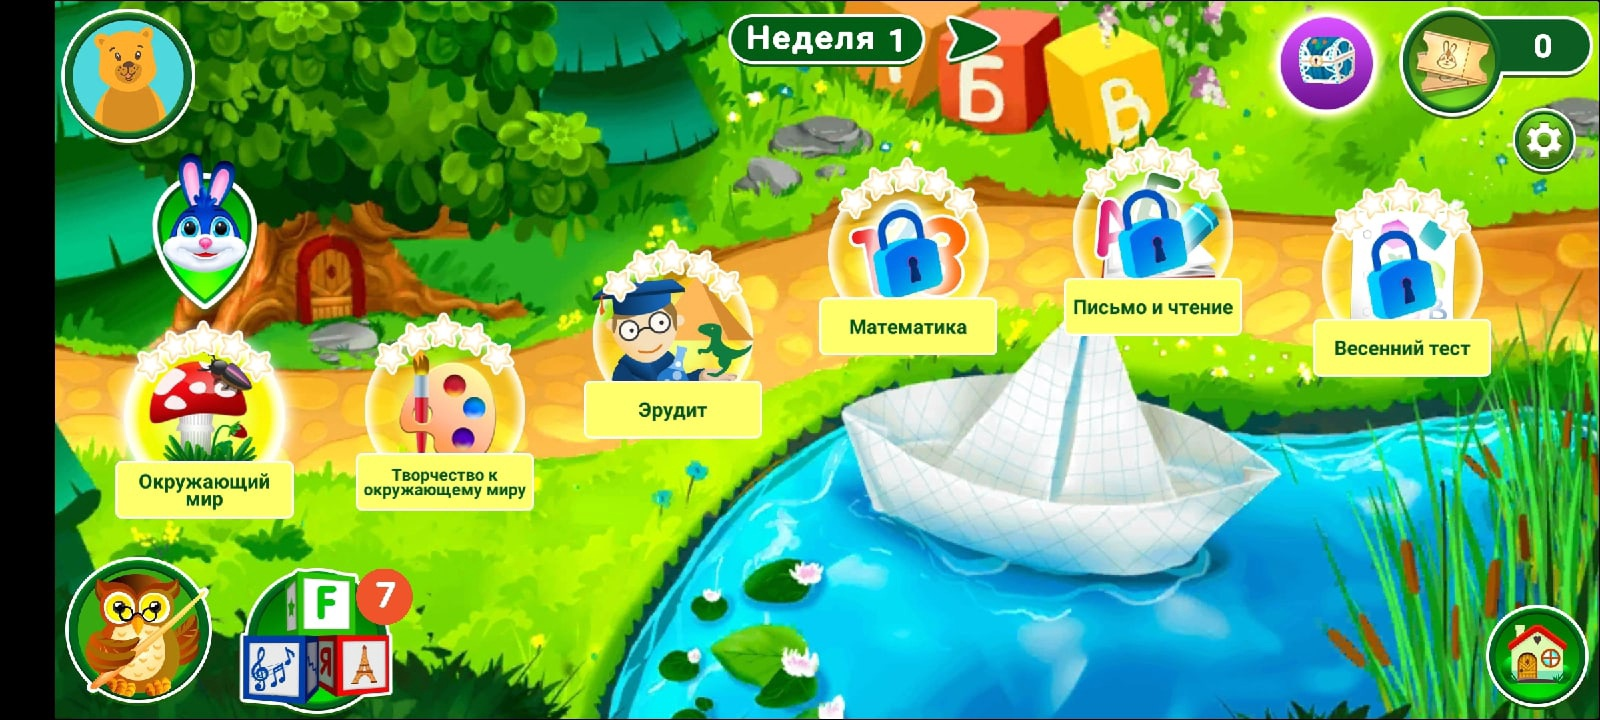 Неделя 1
Б
В
0
Математика
Письмо и чтение
Весенний тест
Эрудит
Окружающий
мир
Творчество к
окружающему миру
F
7
Я